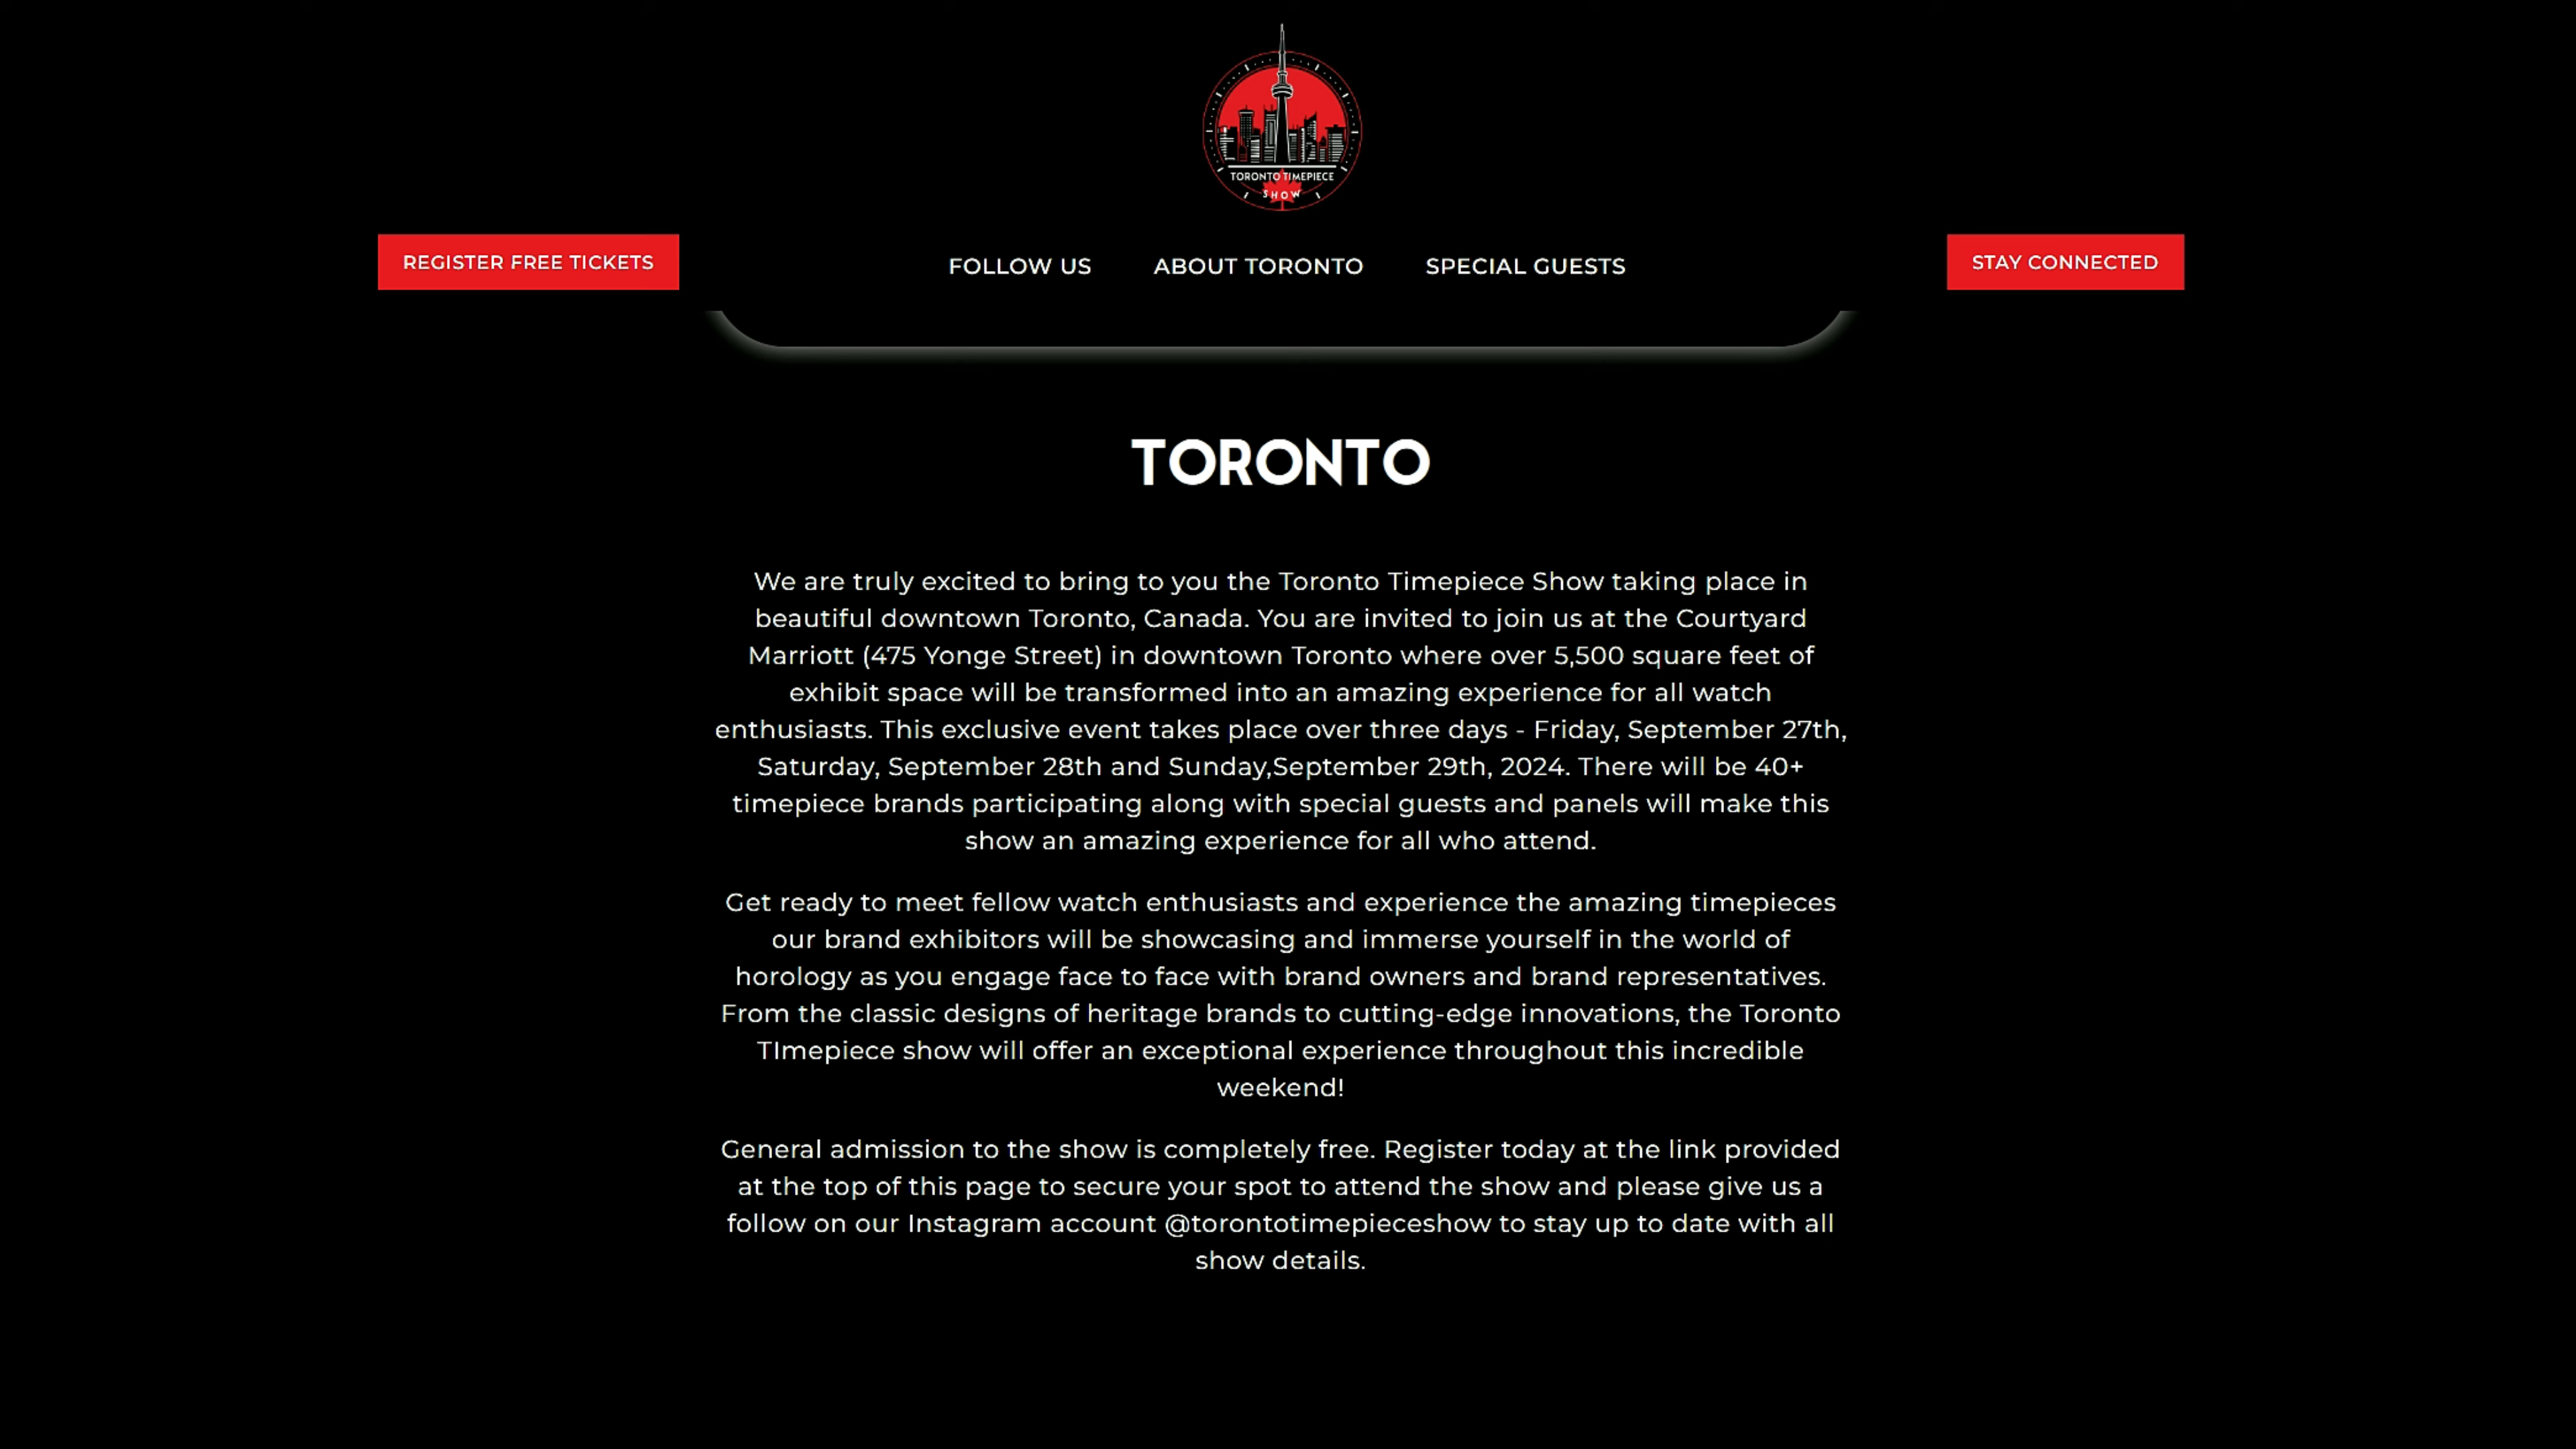 TORONTO TIMEPIECE
SHOW
REGISTER FREE TICKETS
FOLLOW US
ABOUT TORONTO
SPECIAL GUESTS
STAY CONNECTED
TORONTO
We are truly excited to bring to you the Toronto Timepiece Show taking place in
beautiful downtown Toronto, Canada. You are invited to join us at the Courtyard
Marriott (475 Yonge Street) in downtown Toronto where over 5,500 square feet of
exhibit space will be transformed into an amazing experience for all watch
enthusiasts. This exclusive event takes place over three days - Friday, September 27th,
Saturday, September 28th and Sunday,September 29th, 2024. There will be 40+
timepiece brands participating along with special guests and panels will make this
show an amazing experience for all who attend.
Get ready to meet fellow watch enthusiasts and experience the amazing timepieces
our brand exhibitors will be showcasing and immerse yourself in the world of
horology as you engage face to face with brand owners and brand representatives.
From the classic designs of heritage brands to cutting-edge innovations, the Toronto
TImepiece show will offer an exceptional experience throughout this incredible
weekend!
General admission to the show is completely free. Register today at the link provided
at the top of this page to secure your spot to attend the show and please give us a
follow on our Instagram account @torontotimepieceshow to stay up to date with all
show details.